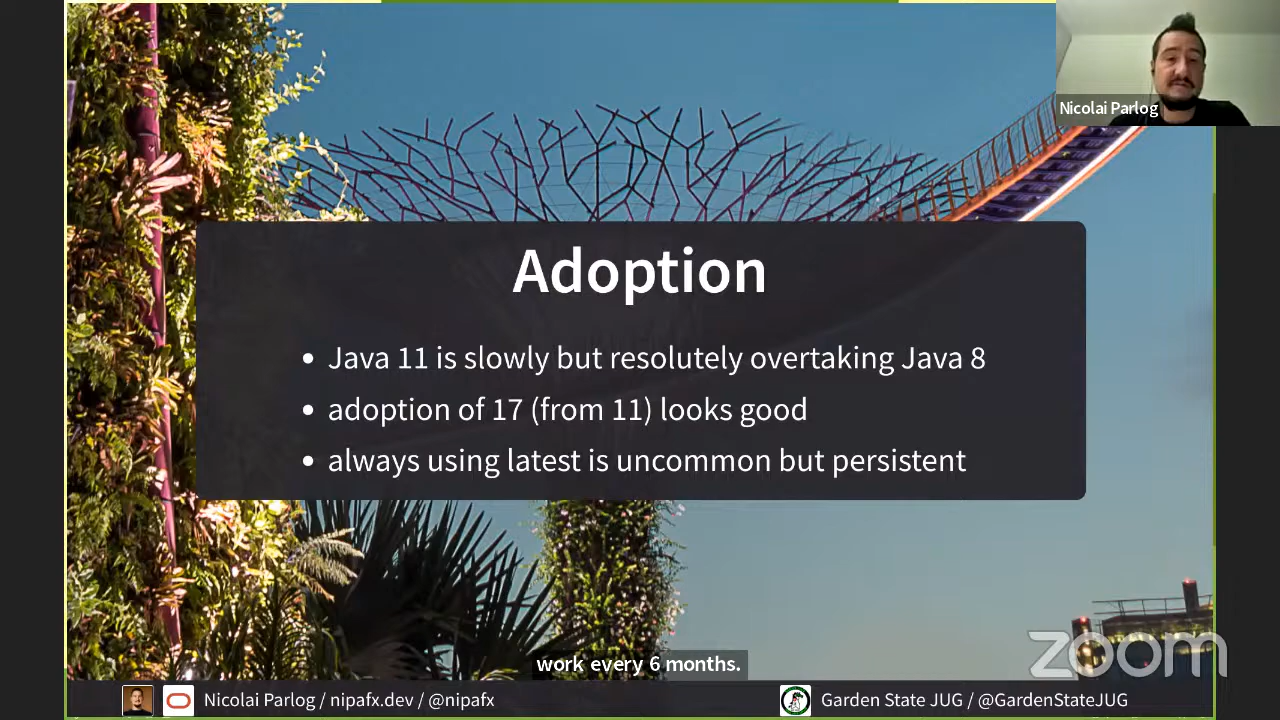 Nicolai Parlog
Adoption
• Java 11 is slowly but resolutely overtaking Java 8
• adoption of 17 (from 11) looks good
• always using latest is uncommon but persistent
work every 6 months.
zoom
Nicolai Parlog / nipafx.dev / @nipafx
Garden State JUG / @GardenStateJUG